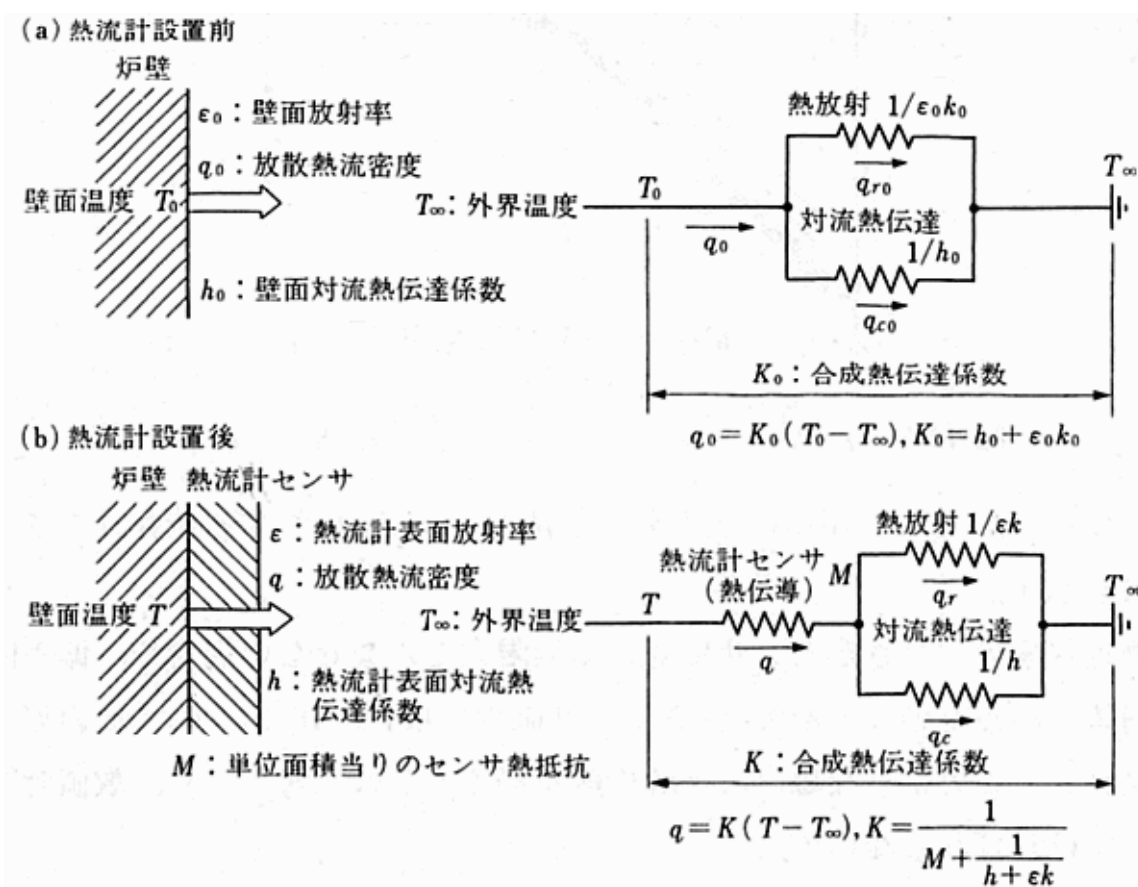 (a) 熱流計設置前
炉壁
ε₀：壁面放射率
q₀：放散熱流密度
壁面温度 T₀
T∞：外界温度
h₀：壁面対流熱伝達係数
熱放射 1/ε₀k₀
qr₀
T₀
T∞
対流熱伝達
q₀
1/h₀
qc₀
K₀：合成熱伝達係数
q₀=K₀(T₀−T∞), K₀=h₀+ε₀k₀
(b) 熱流計設置後
炉壁 熱流計センサ
ε：熱流計表面放射率
q：放散熱流密度
壁面温度 T
T∞：外界温度
h：熱流計表面対流熱
伝達係数
M：単位面積当りのセンサ熱抵抗
熱放射 1/εk
熱流計センサ
(熱伝導)
M
qr
T
T∞
対流熱伝達
q
1/h
qc
K：合成熱伝達係数
q=K(T−T∞), K=1/(M+1/(h+εk))